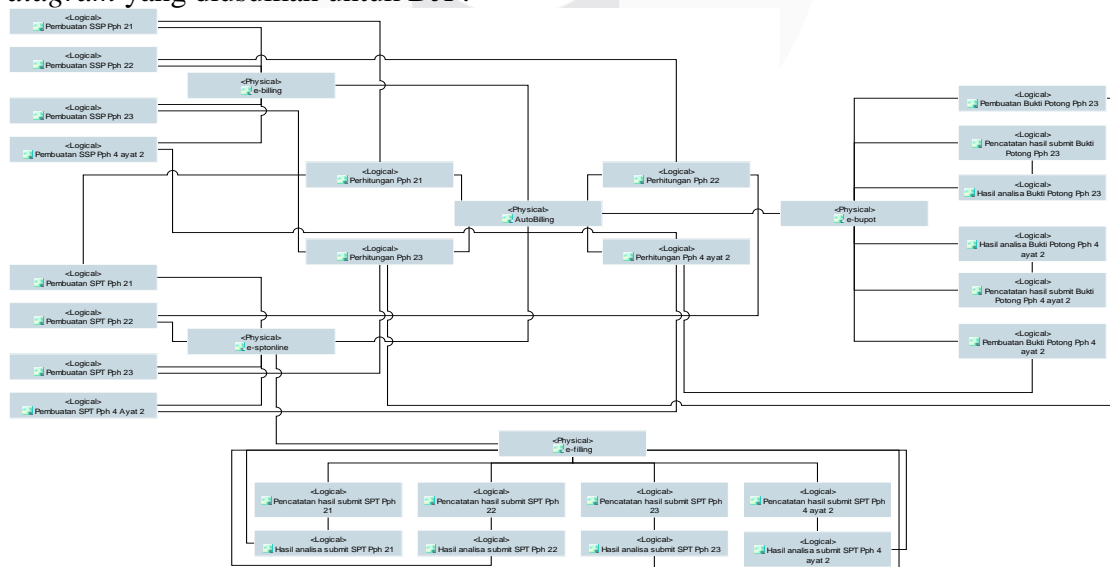 diagram yang diusulkan untuk DJP.
<Logical>
Pembuatan SSP Pph 21
<Logical>
Pembuatan SSP Pph 22
<Physical>
e-billing
<Logical>
Pembuatan SSP Pph 23
<Logical>
Pembuatan SSP Pph 4 ayat 2
<Logical>
Pembuatan Bukti Potong Pph 23
<Logical>
Pencatatan hasil submit Bukti
Potong Pph 23
<Logical>
Hasil analisa Bukti Potong Pph 23
<Logical>
Perhitungan Pph 21
<Logical>
Perhitungan Pph 22
<Physical>
AutoBilling
<Physical>
e-bupot
<Logical>
Perhitungan Pph 23
<Logical>
Perhitungan Pph 4 ayat 2
<Logical>
Hasil analisa Bukti Potong Pph 4
ayat 2
<Logical>
Pencatatan hasil submit Bukti
Potong Pph 4 ayat 2
<Logical>
Pembuatan Bukti Potong Pph 4
ayat 2
<Logical>
Pembuatan SPT Pph 21
<Logical>
Pembuatan SPT Pph 22
<Physical>
e-sptonline
<Logical>
Pembuatan SPT Pph 23
<Logical>
Pembuatan SPT Pph 4 Ayat 2
<Physical>
e-filling
<Logical>
Pencatatan hasil submit SPT Pph
21
<Logical>
Pencatatan hasil submit SPT Pph
22
<Logical>
Pencatatan hasil submit SPT Pph
23
<Logical>
Pencatatan hasil submit SPT Pph
4 ayat 2
<Logical>
Hasil analisa submit SPT Pph 21
<Logical>
Hasil analisa submit SPT Pph 22
<Logical>
Hasil analisa submit SPT Pph 23
<Logical>
Hasil analisa submit SPT Pph 4
ayat 2